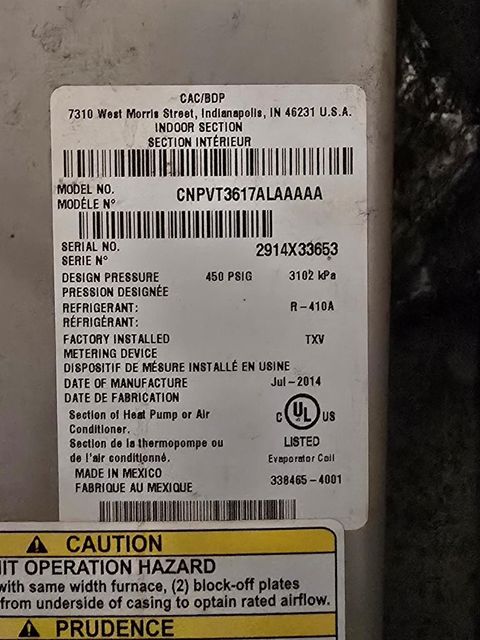 CAC/BDP
7310 West Morris Street, Indianapolis, IN 46231 U.S.A.
INDOOR SECTION
SECTION INTÉRIEUR
MODEL NO. CNPVT3617ALAAAAA
MODÈLE N°
SERIAL NO. 2914X33653
SERIE N°
DESIGN PRESSURE 450 PSIG 3102 kPa
PRESSION DESIGNÉE
REFRIGERANT: R-410A
RÉFRIGÉRANT:
FACTORY INSTALLED TXV
METERING DEVICE
DISPOSITIF DE MÉSURE INSTALLÉ EN USINE
DATE OF MANUFACTURE Jul-2014
DATE DE FABRICATION
Section of Heat Pump or Air
Conditioner.
C UL US
Section de la thermopompe ou LISTED
de l'air conditionné. Evaporator Coil
MADE IN MEXICO 338465-4001
FABRIQUE AU MEXIQUE
CAUTION
IT OPERATION HAZARD
with same width furnace, (2) block-off plates
from underside of casing to optain rated airflow.
PRUDENCE